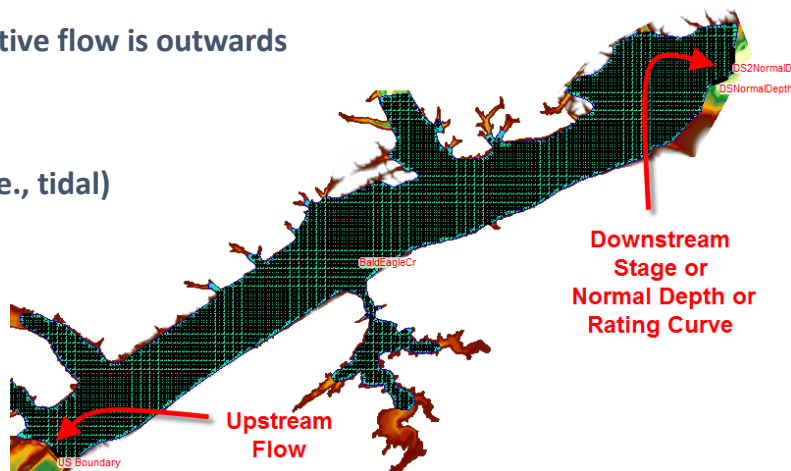 tive flow is outwards
DS2NormalD
DSNormalDepth
e., tidal)
Downstream
Stage or
Normal Depth or
Rating Curve
BaldEagleCr
Upstream
Flow
US Boundary